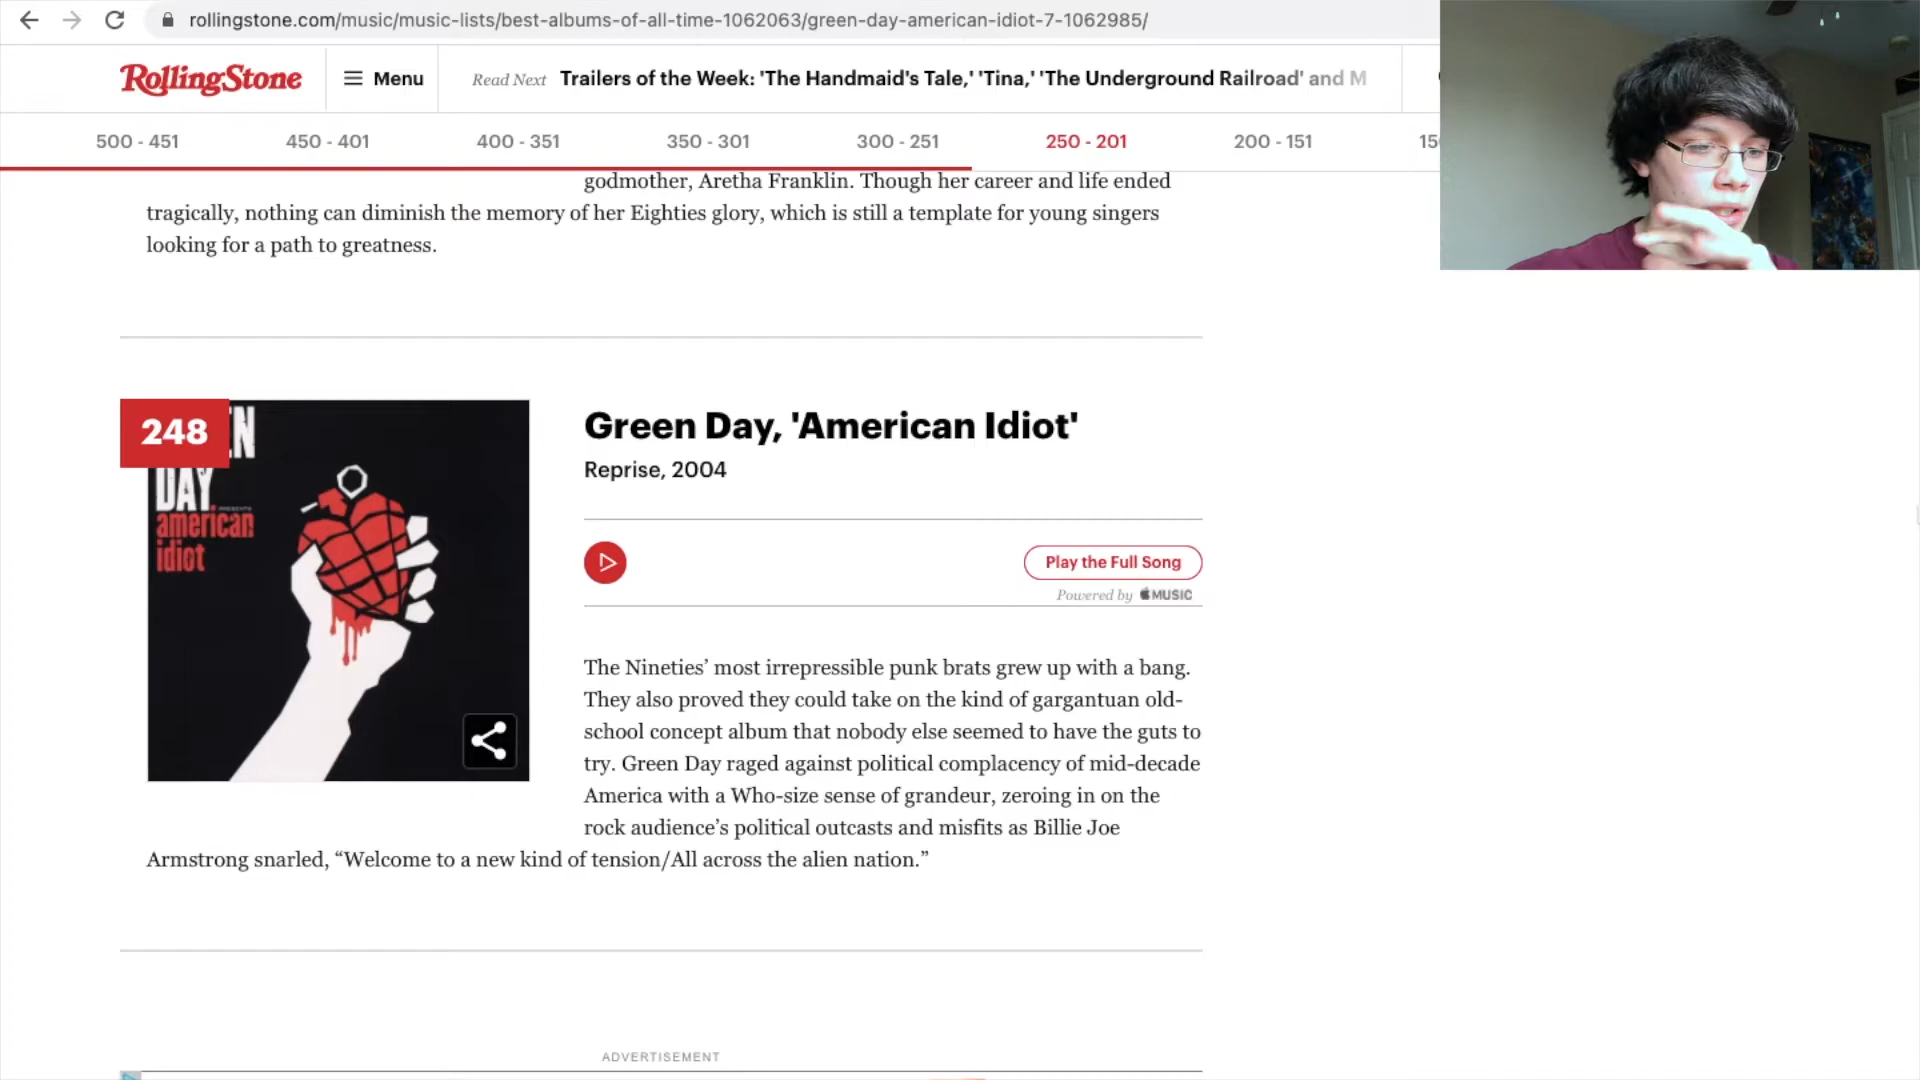 rollingstone.com/music/music-lists/best-albums-of-all-time-1062063/green-day-american-idiot-7-1062985/
RollingStone
Menu
Read Next Trailers of the Week: 'The Handmaid's Tale,' 'Tina,' 'The Underground Railroad' and M
500 - 451 450 - 401 400 - 351 350 - 301 300 - 251 250 - 201 200 - 151 15
godmother, Aretha Franklin. Though her career and life ended
tragically, nothing can diminish the memory of her Eighties glory, which is still a template for young singers
looking for a path to greatness.
248
EN
DAY
PRESENTS
american
idiot
Green Day, 'American Idiot'
Reprise, 2004
Play the Full Song
Powered by MUSIC
The Nineties’ most irrepressible punk brats grew up with a bang.
They also proved they could take on the kind of gargantuan old-
school concept album that nobody else seemed to have the guts to
try. Green Day raged against political complacency of mid-decade
America with a Who-size sense of grandeur, zeroing in on the
rock audience’s political outcasts and misfits as Billie Joe
Armstrong snarled, “Welcome to a new kind of tension/All across the alien nation.”
ADVERTISEMENT